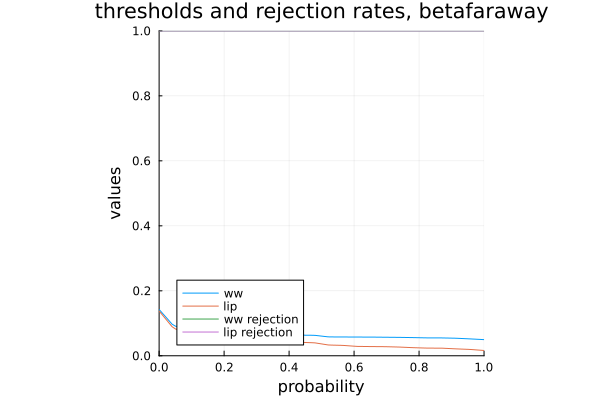 thresholds and rejection rates, betafaraway
1.0
0.8
0.6
0.4
0.2
0.0
values
ww
lip
ww rejection
lip rejection
0.0 0.2 0.4 0.6 0.8 1.0
probability